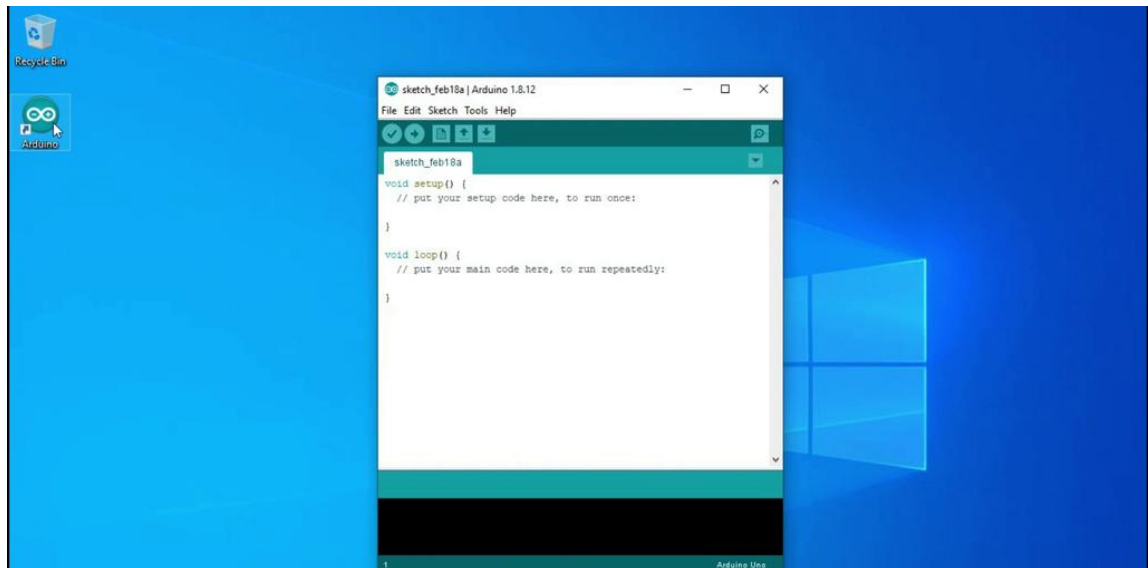 Recycle Bin
Arduino
sketch_feb18a | Arduino 1.8.12
File Edit Sketch Tools Help
sketch_feb18a
void setup() {
  // put your setup code here, to run once:
}
void loop() {
  // put your main code here, to run repeatedly:
}
1
Arduino Uno